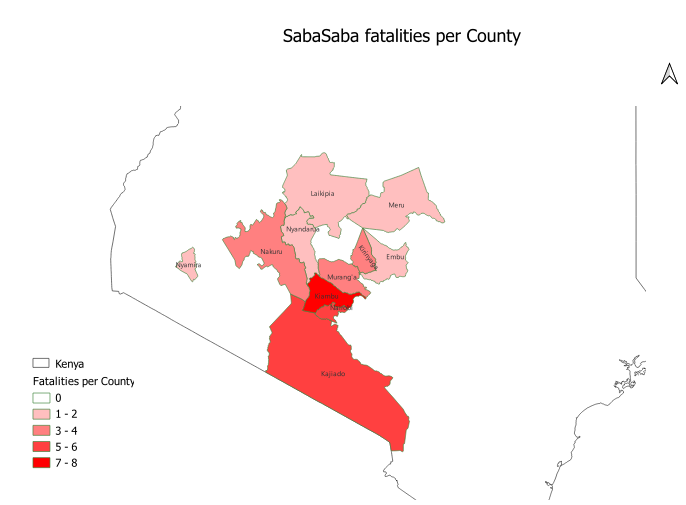 SabaSaba fatalities per County
Laikipia
Meru
Nyandarua
Nakuru
Kirinyaga
Embu
Nyamira
Murang'a
Kiambu
Nairobi
Kajiado
Kenya
Fatalities per County
0
1 - 2
3 - 4
5 - 6
7 - 8